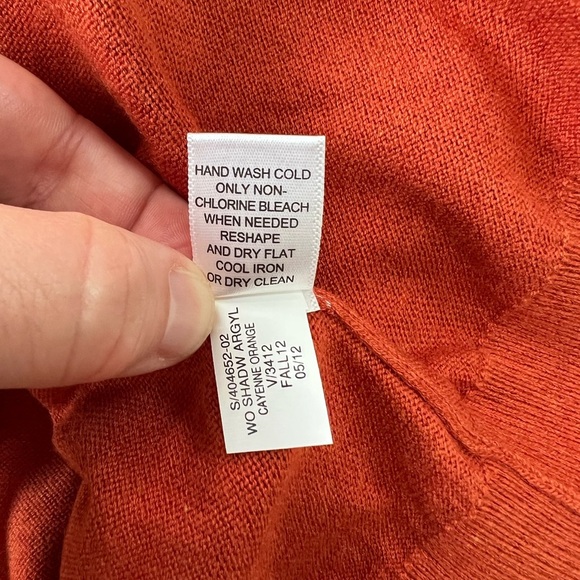 HAND WASH COLD
ONLY NON-
CHLORINE BLEACH
WHEN NEEDED
RESHAPE
AND DRY FLAT
COOL IRON
OR DRY CLEAN
S/404652-02
WO SHADW ARGYL
CAYENNE ORANGE
V/3412
FALL12
05/12